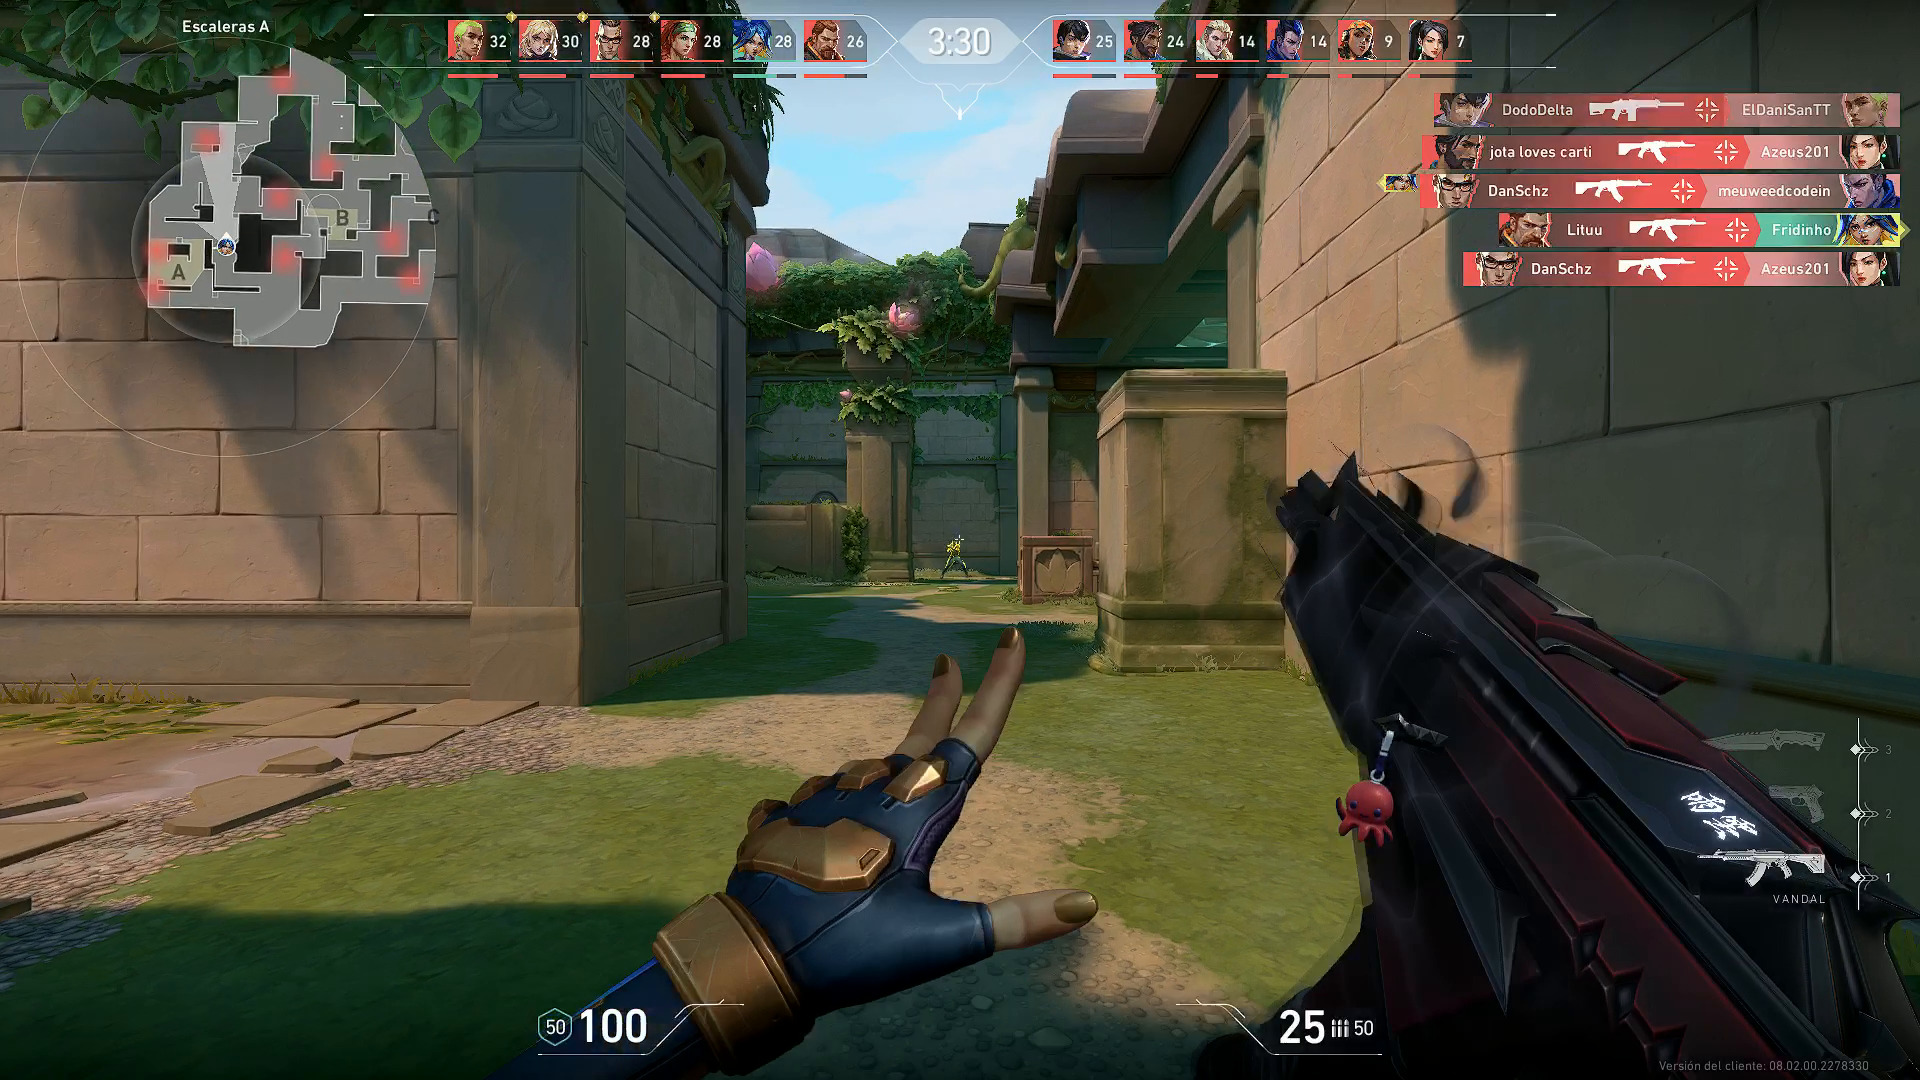 Escaleras A
32 30 28 28 28 26
3:30
25 24 14 14 9 7
DodoDelta ElDaniSanTT
jota loves carti Azeus201
DanSchz meuweedcodein
Lituu Fridinho
DanSchz Azeus201
A
B
C
3
2
1
VANDAL
50 100
25 50
Versión del cliente: 08.02.00.2278330